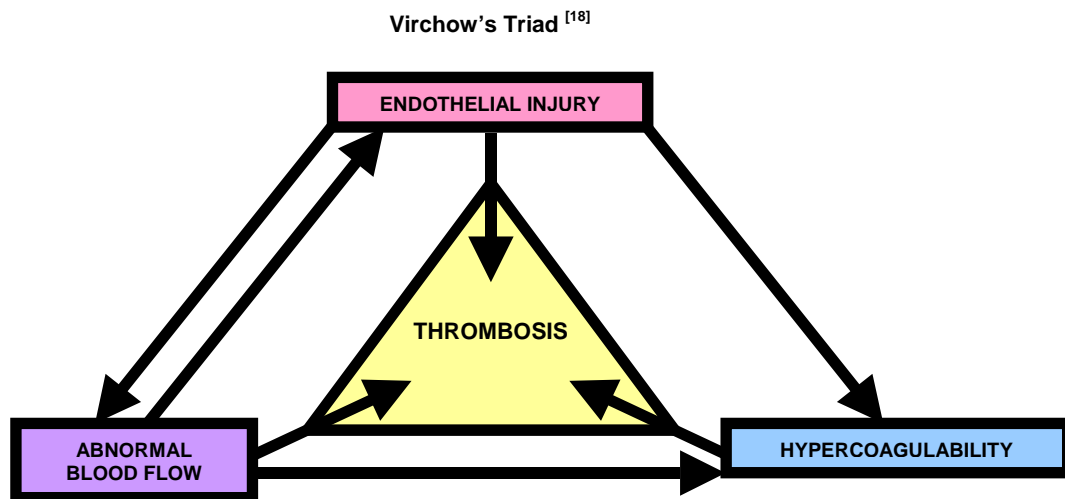 Virchow’s Triad [18]
ENDOTHELIAL INJURY
THROMBOSIS
ABNORMAL
BLOOD FLOW
HYPERCOAGULABILITY